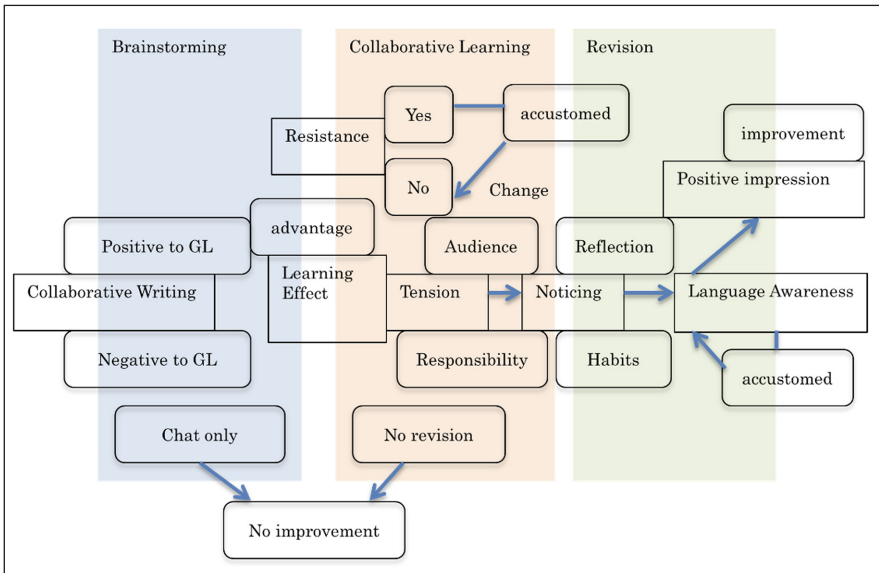 Brainstorming
Collaborative Learning
Revision
Yes
accustomed
Resistance
improvement
No
Change
Positive impression
advantage
Positive to GL
Audience
Reflection
Learning
Effect
Collaborative Writing
Tension
Noticing
Language Awareness
Negative to GL
Responsibility
Habits
accustomed
Chat only
No revision
No improvement